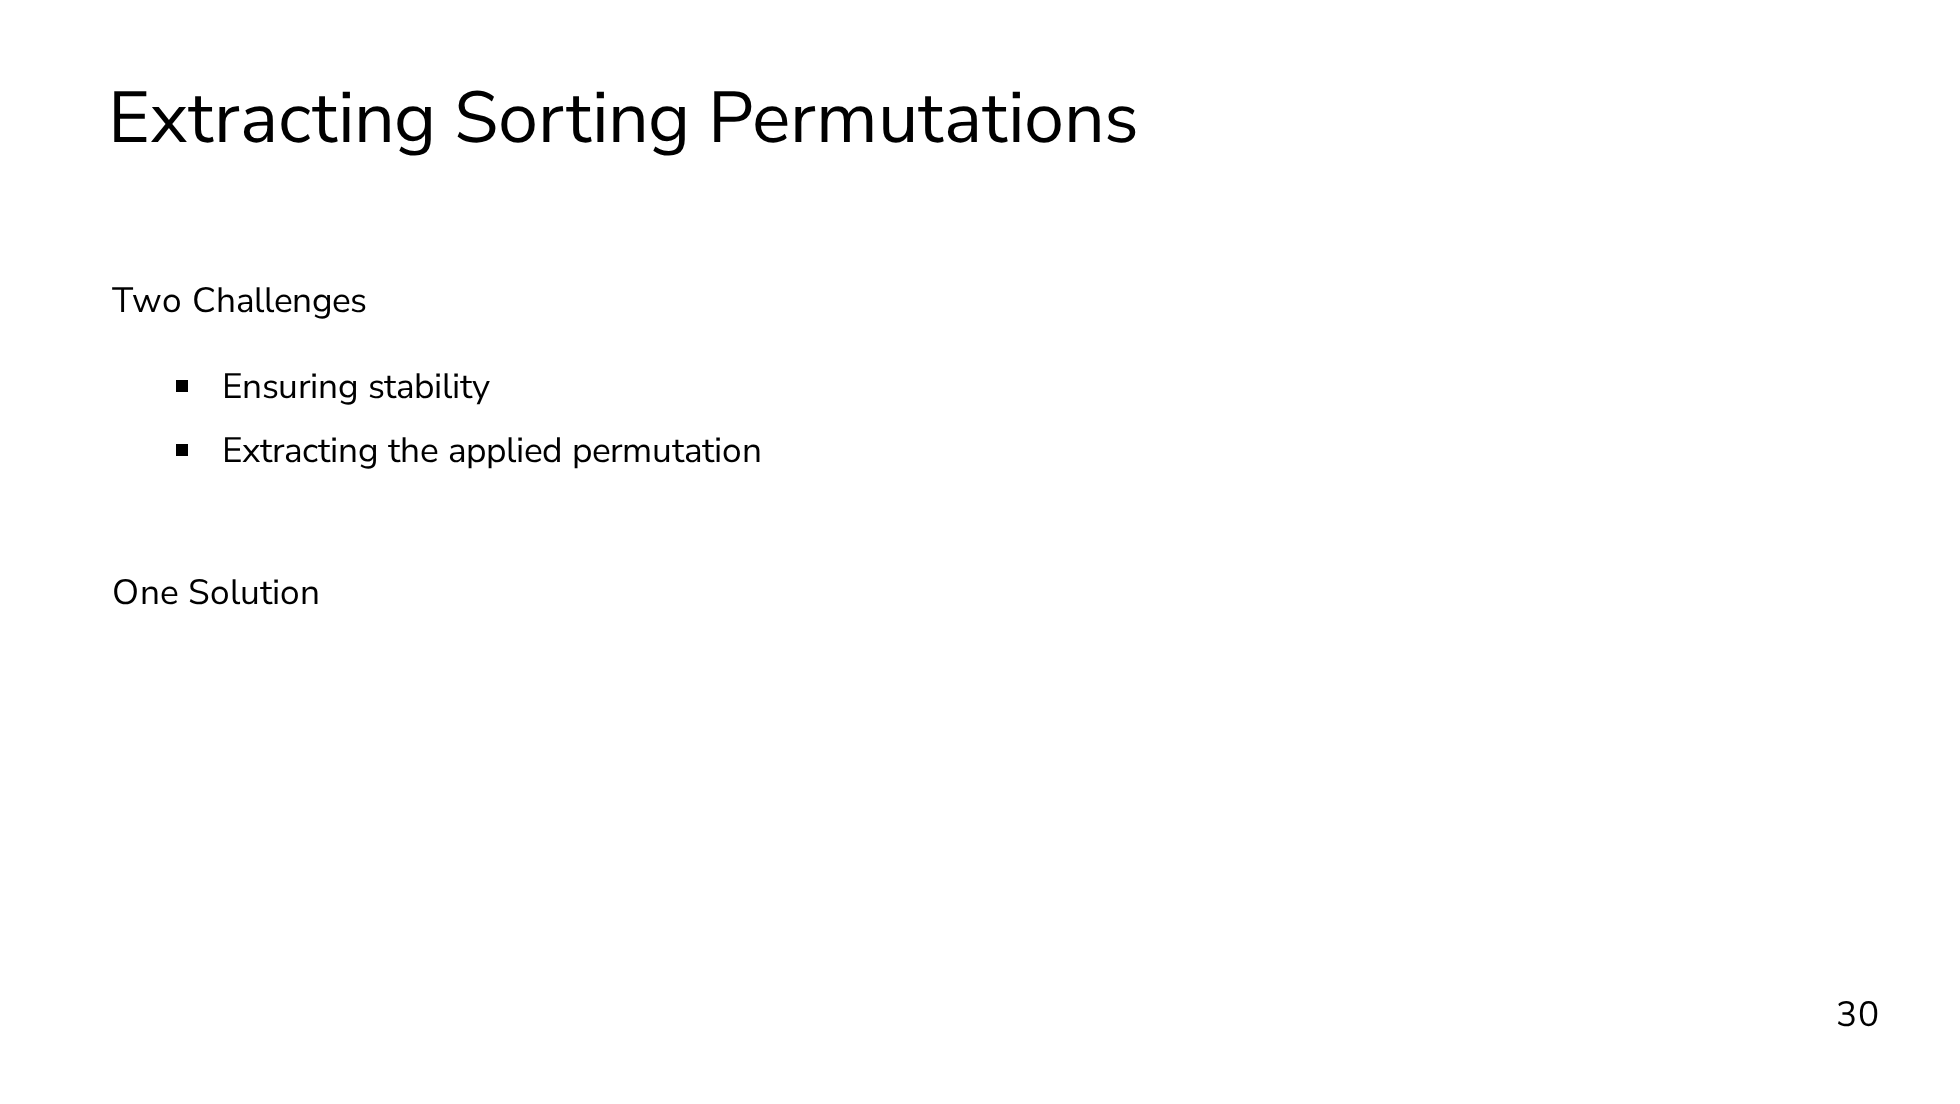 Extracting Sorting Permutations
Two Challenges
▪ Ensuring stability
▪ Extracting the applied permutation
One Solution
30